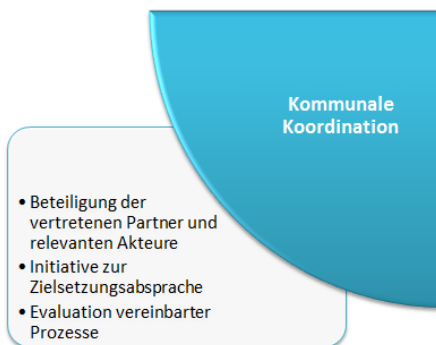 Kommunale
Koordination
• Beteiligung der
vertretenen Partner und
relevanten Akteure
• Initiative zur
Zielsetzungsabsprache
• Evaluation vereinbarter
Prozesse